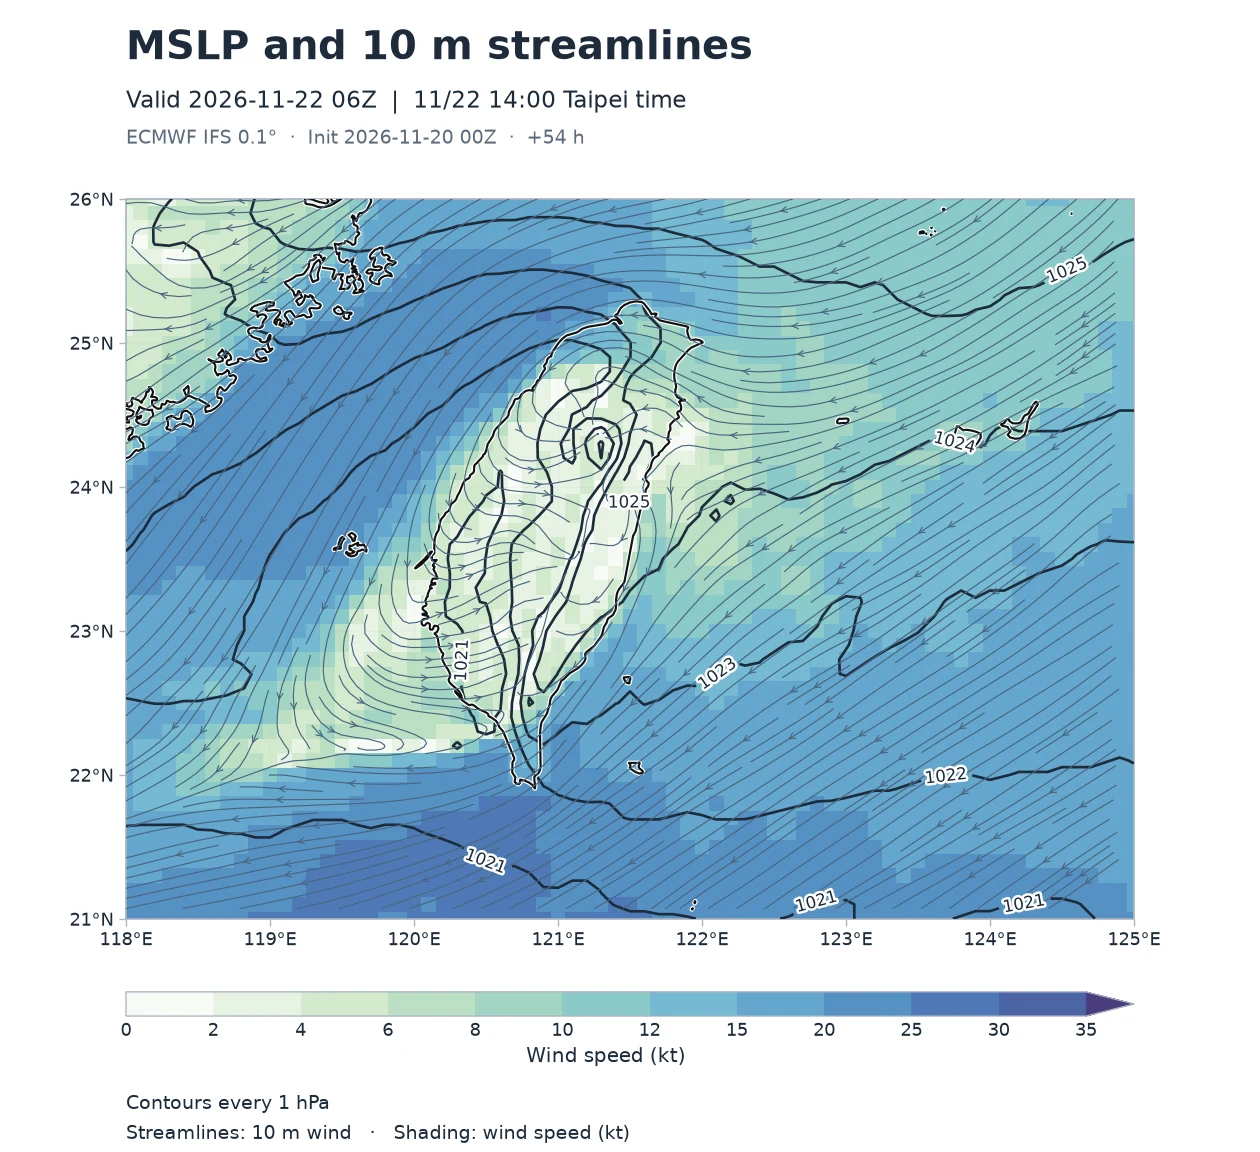 MSLP and 10 m streamlines
Valid 2026-11-22 06Z | 11/22 14:00 Taipei time
ECMWF IFS 0.1° · Init 2026-11-20 00Z · +54 h
26°N
1025
25°N
1024
24°N
1025
23°N
1021
1023
22°N
1022
1021
1021
1021
21°N
118°E 119°E 120°E 121°E 122°E 123°E 124°E 125°E
0 2 4 6 8 10 12 15 20 25 30 35
Wind speed (kt)
Contours every 1 hPa
Streamlines: 10 m wind · Shading: wind speed (kt)